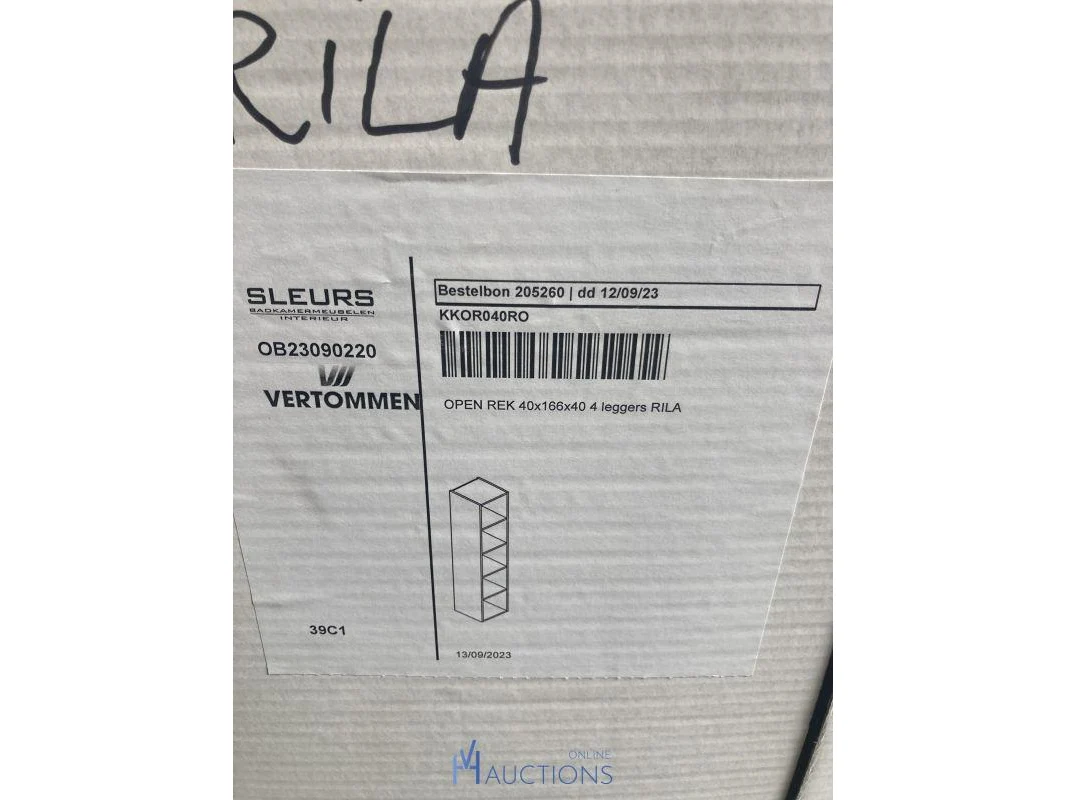 RILA
SLEURS
BADKAMERMEUBELEN
INTERIEUR
OB23090220
VERTOMMEN
39C1
Bestelbon 205260 | dd 12/09/23
KKOR040RO
OPEN REK 40x166x40 4 leggers RILA
13/09/2023
ONLINE
AUCTIONS